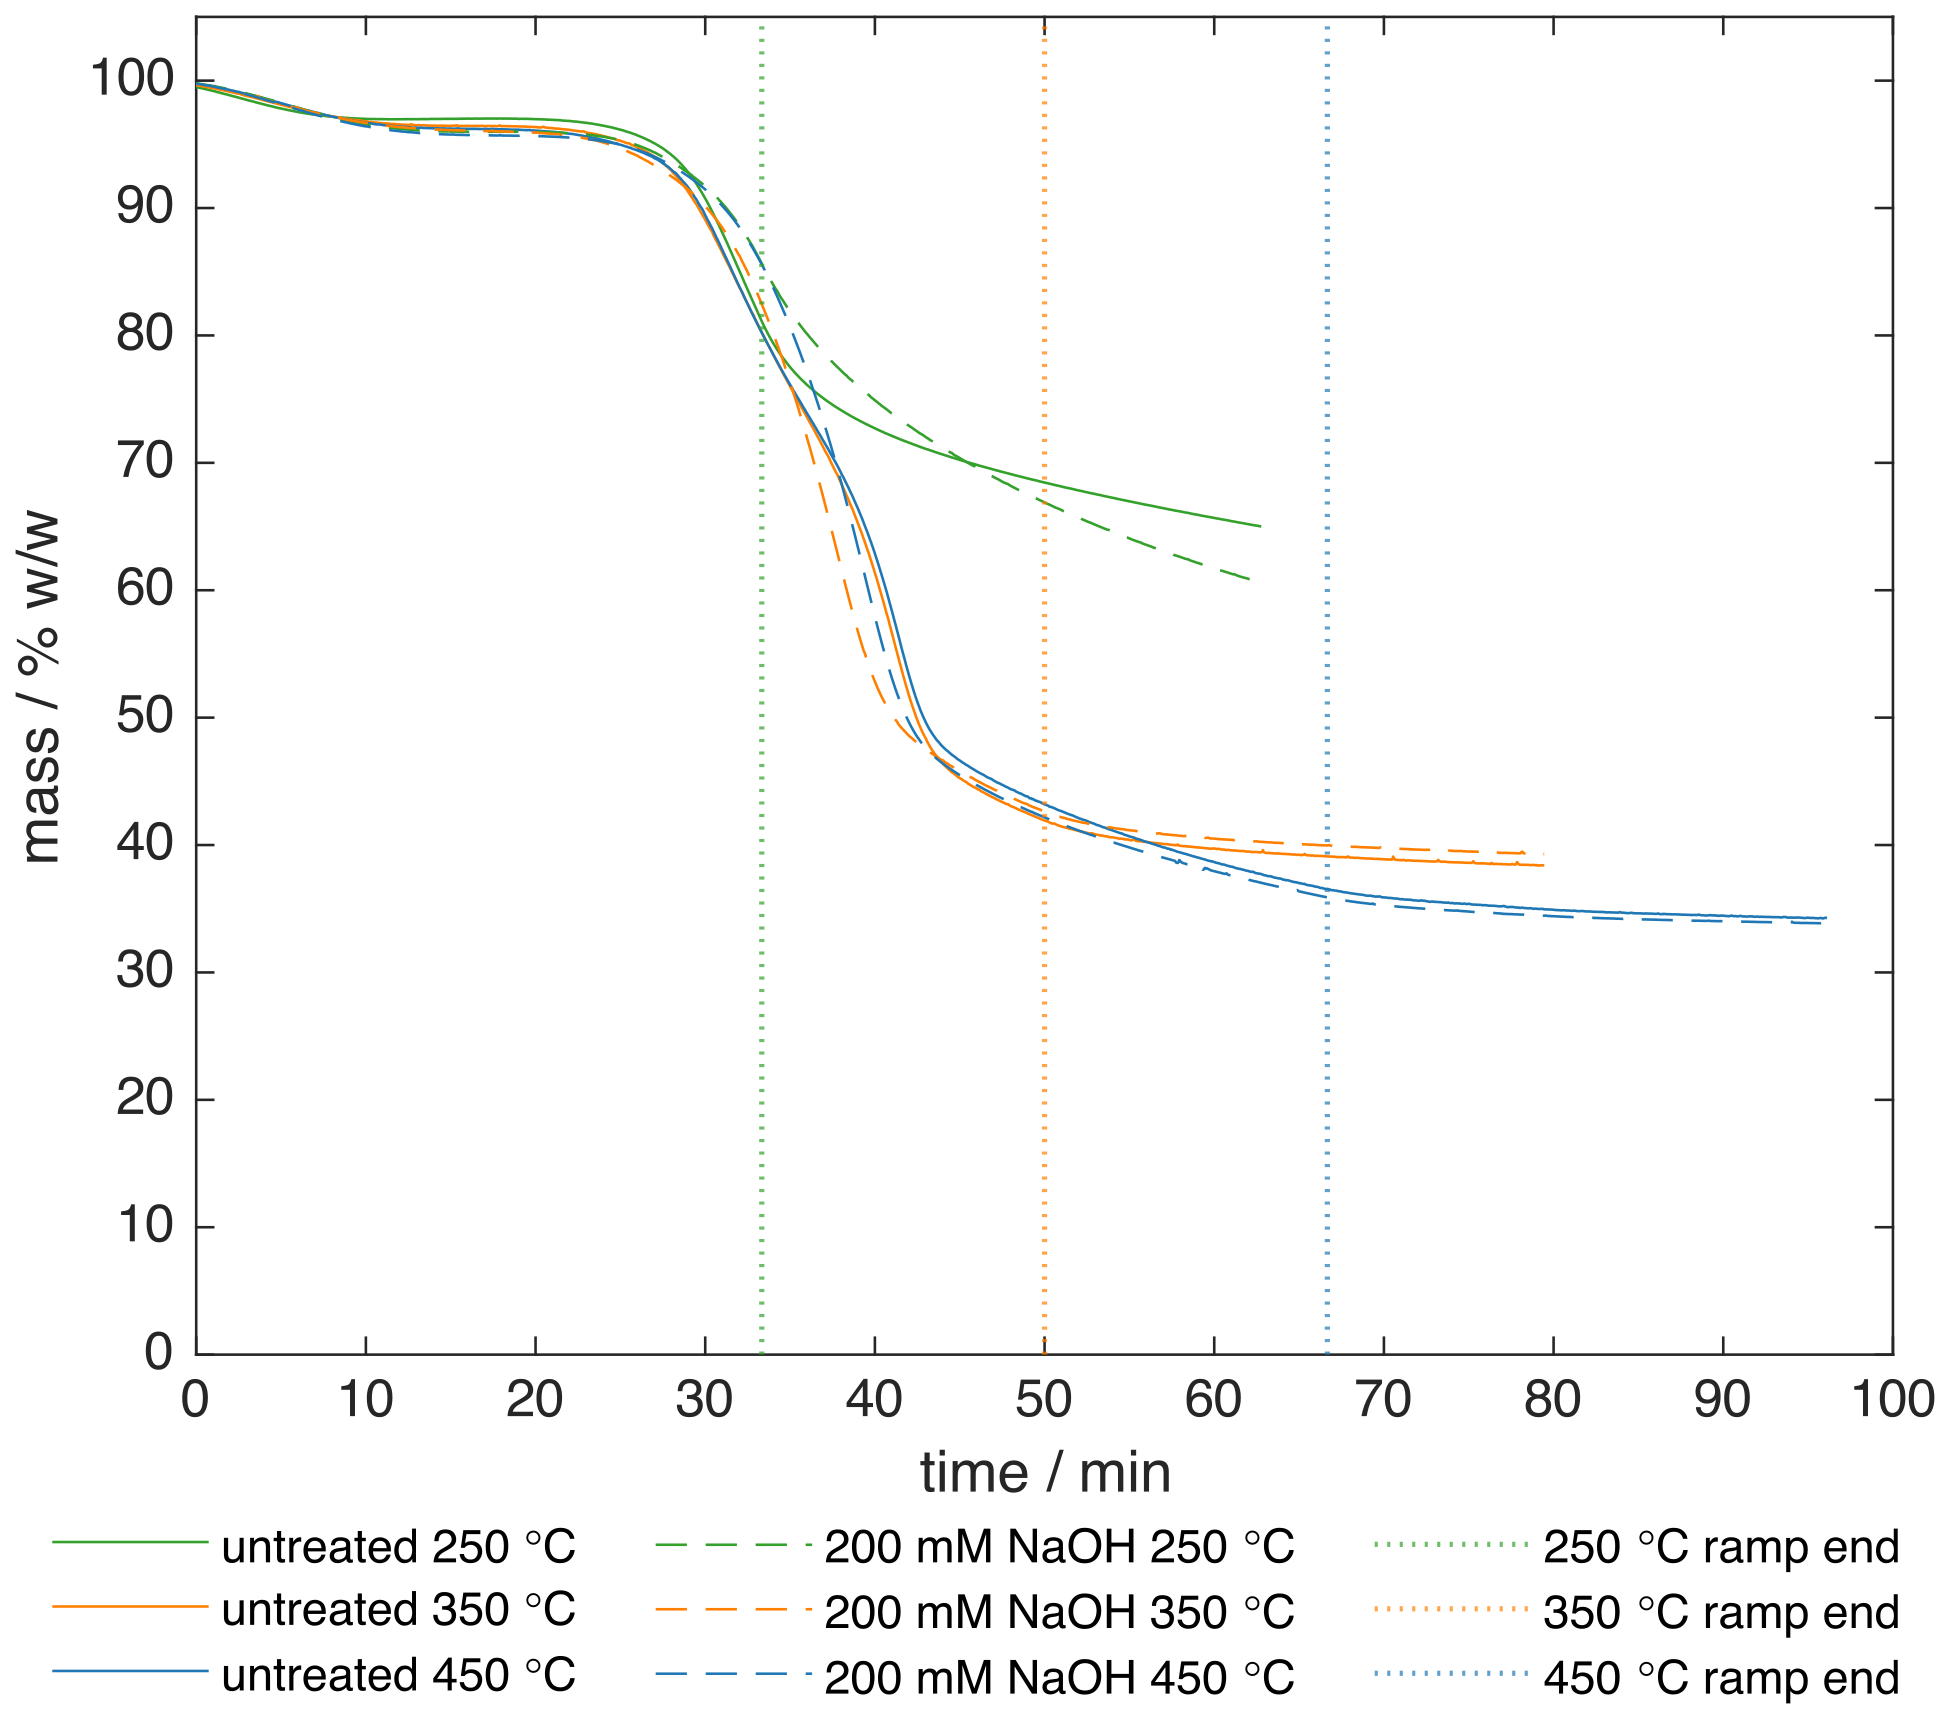 100
90
80
70
60
50
40
30
20
10
0
mass / % w/w
0 10 20 30 40 50 60 70 80 90 100
time / min
untreated 250 °C 200 mM NaOH 250 °C 250 °C ramp end
untreated 350 °C 200 mM NaOH 350 °C 350 °C ramp end
untreated 450 °C 200 mM NaOH 450 °C 450 °C ramp end